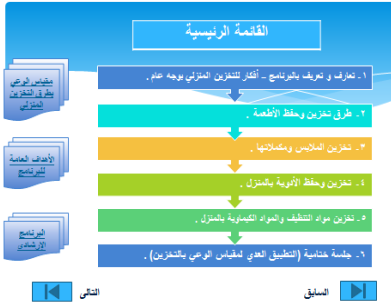 القائمة الرئيسية
١- تعارف و تعريف بالبرنامج – أفكار للتخزين المنزلي بوجه عام .
٢- طرق تخزين وحفظ الأطعمة .
٣- تخزين الملابس ومكملاتها .
٤- تخزين وحفظ الأدوية بالمنزل .
٥- تخزين مواد التنظيف والمواد الكيماوية بالمنزل .
٦- جلسة ختامية (التطبيق البعدي لمقياس الوعي بالتخزين) .
مقياس الوعي
بطرق التخزين
المنزلي
الأهداف العامة
للبرنامج
البرنامج
الإرشادي
السابق
التالى